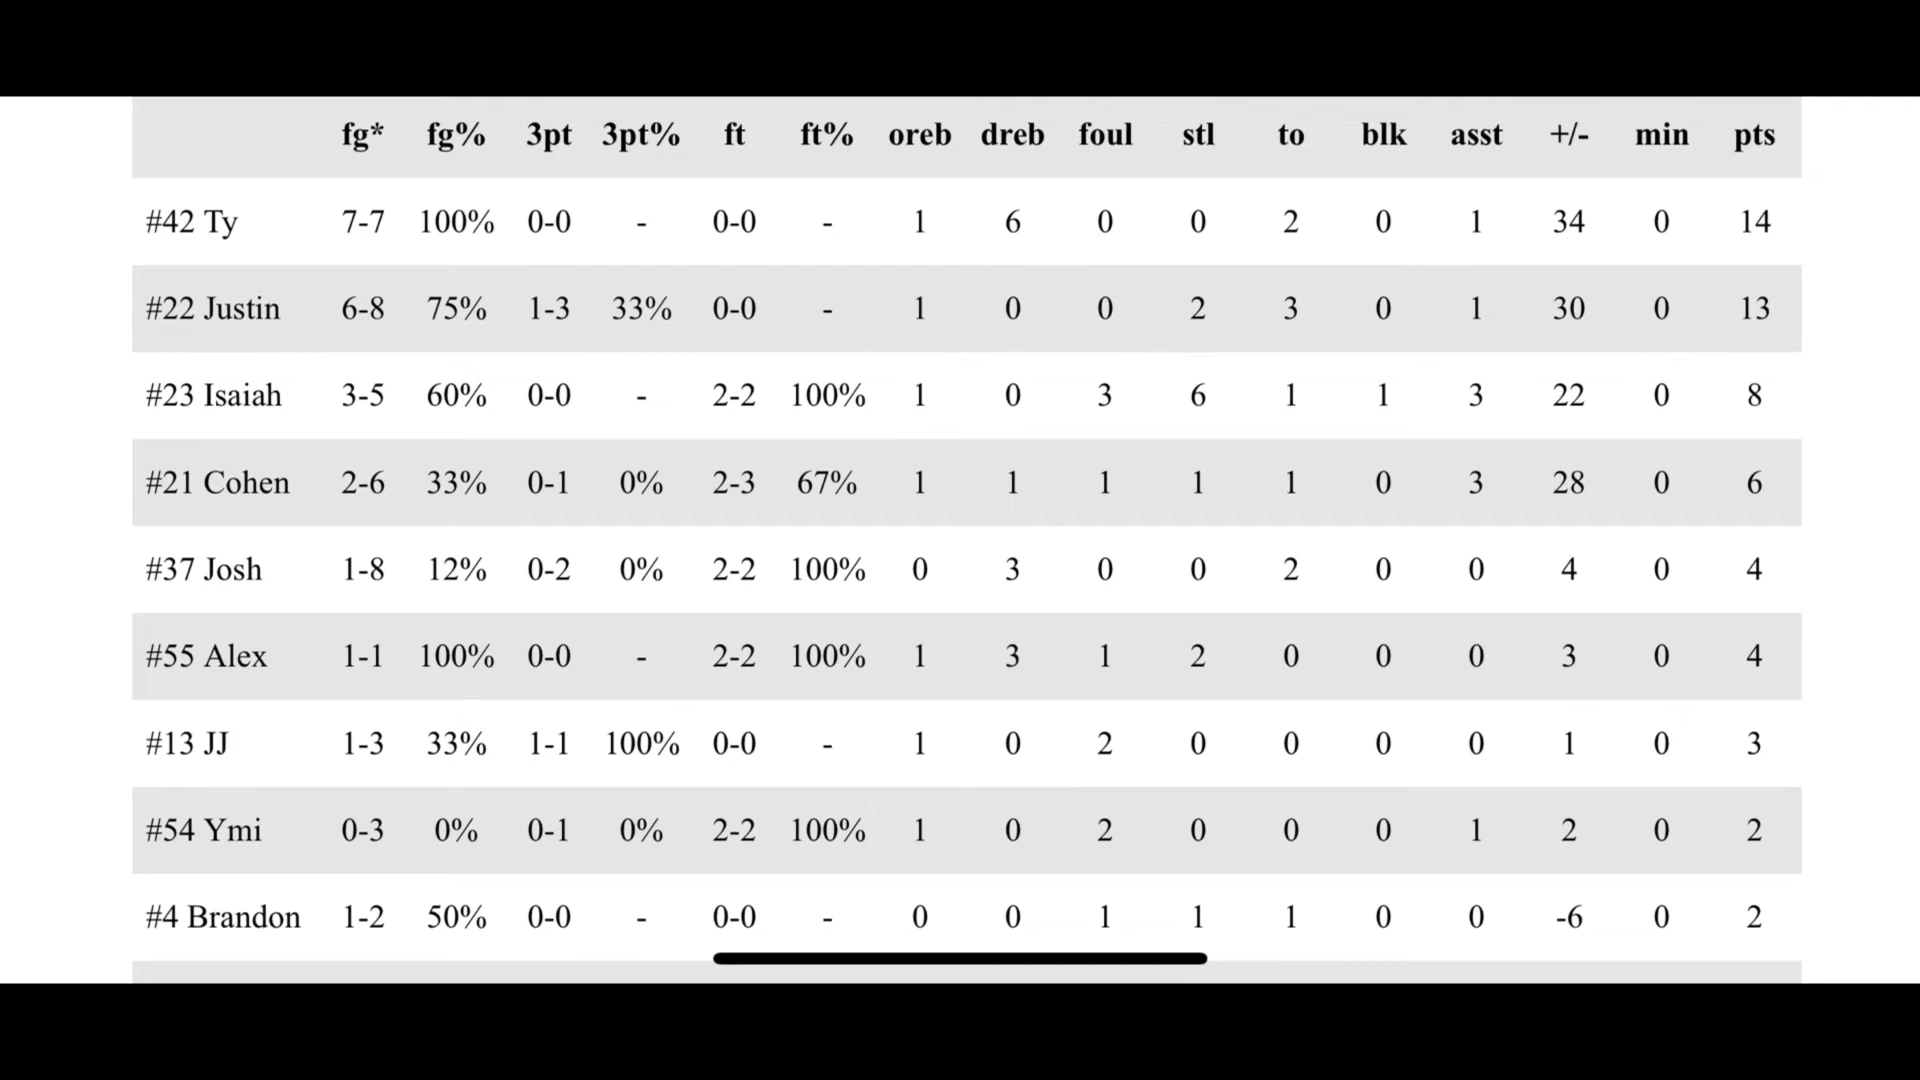 fg* fg% 3pt 3pt% ft ft% oreb dreb foul stl to blk asst +/- min pts
#42 Ty 7-7 100% 0-0 - 0-0 - 1 6 0 0 2 0 1 34 0 14
#22 Justin 6-8 75% 1-3 33% 0-0 - 1 0 0 2 3 0 1 30 0 13
#23 Isaiah 3-5 60% 0-0 - 2-2 100% 1 0 3 6 1 1 3 22 0 8
#21 Cohen 2-6 33% 0-1 0% 2-3 67% 1 1 1 1 1 0 3 28 0 6
#37 Josh 1-8 12% 0-2 0% 2-2 100% 0 3 0 0 2 0 0 4 0 4
#55 Alex 1-1 100% 0-0 - 2-2 100% 1 3 1 2 0 0 0 3 0 4
#13 JJ 1-3 33% 1-1 100% 0-0 - 1 0 2 0 0 0 0 1 0 3
#54 Ymi 0-3 0% 0-1 0% 2-2 100% 1 0 2 0 0 0 1 2 0 2
#4 Brandon 1-2 50% 0-0 - 0-0 - 0 0 1 1 1 0 0 -6 0 2